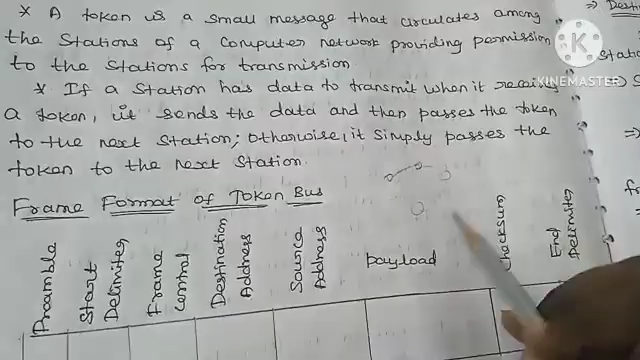 * A token is a small message that circulates among
the Stations of a computer network providing permission
to the stations for transmission.
* If a Station has data to transmit when it receives
a token, it sends the data and then passes the token
to the next station; otherwise, it simply passes the
token to the next station.
Frame Format of Token Bus
Preamble
Start Delimiter
Frame control
Destination Address
Source Address
payload
checksum
End Delimiter
KINEMASTER